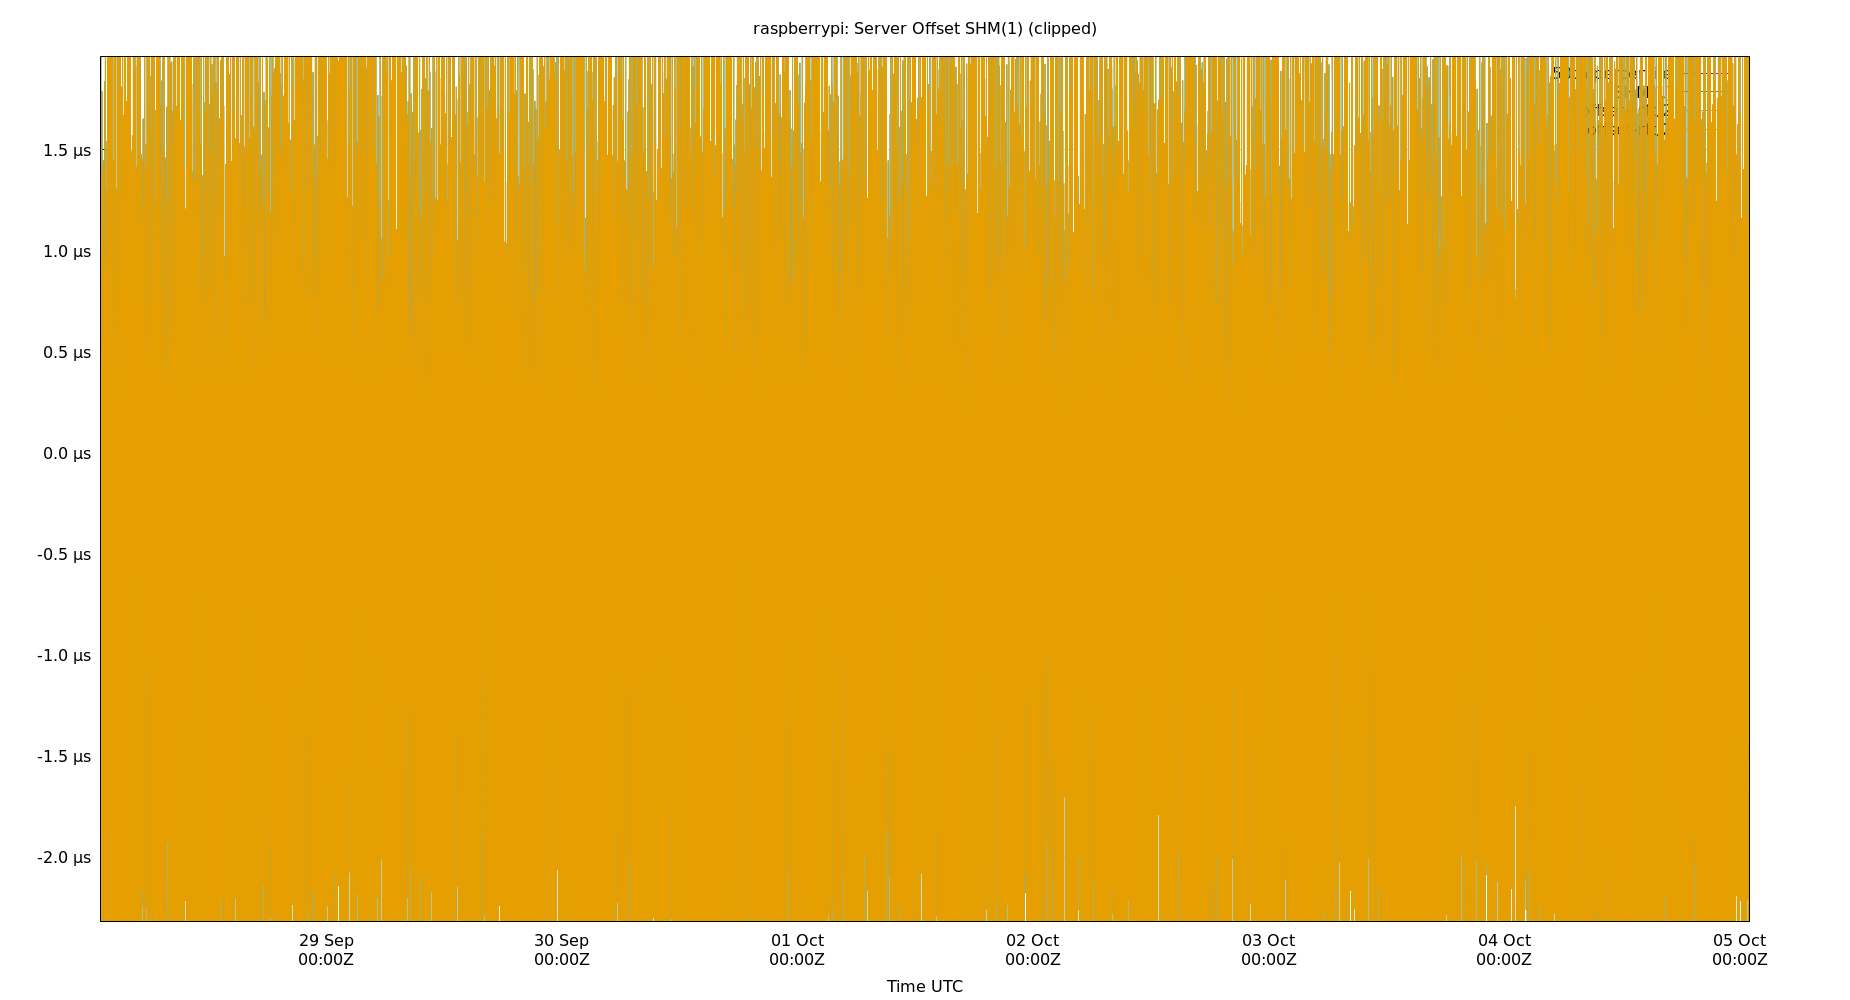 raspberrypi: Server Offset SHM(1) (clipped)
1.5 µs
1.0 µs
0.5 µs
0.0 µs
-0.5 µs
-1.0 µs
-1.5 µs
-2.0 µs
29 Sep 30 Sep 01 Oct 02 Oct 03 Oct 04 Oct 05 Oct
00:00Z 00:00Z 00:00Z 00:00Z 00:00Z 00:00Z 00:00Z
Time UTC